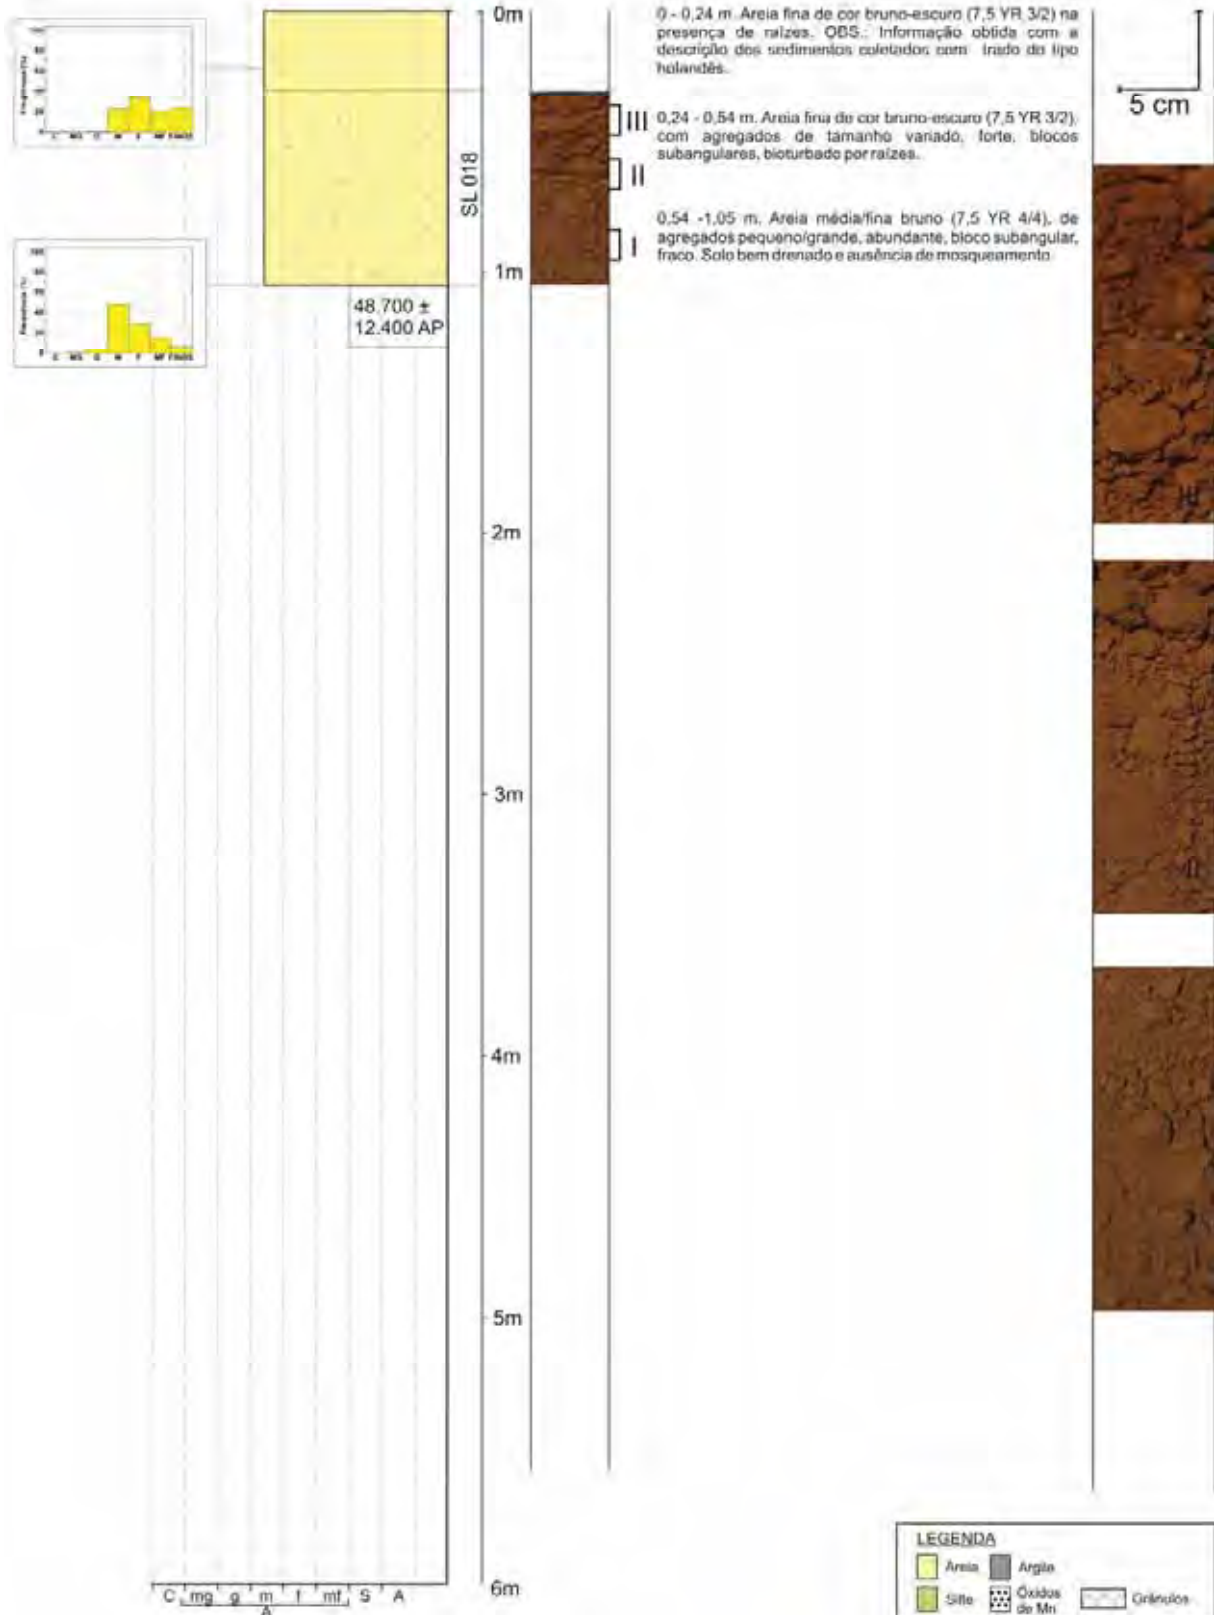 0m
0 - 0,24 m. Areia fina de cor bruno-escuro (7,5 YR 3/2) na
presença de raízes. OBS.: Informação obtida com a
descrição dos sedimentos coletados com trado do tipo
holandês.
5 cm
III
0,24 - 0,54 m. Areia fina de cor bruno-escuro (7,5 YR 3/2),
com agregados de tamanho variado, forte, blocos
subangulares, bioturbado por raízes.
II
SL 018
0,54 -1,05 m. Areia média/fina bruno (7,5 YR 4/4), de
agregados pequeno/grande, abundante, bloco subangular,
fraco. Solo bem drenado e ausência de mosqueamento
I
1m
48.700 ±
12.400 AP
2m
3m
4m
5m
6m
C mg g m f mf S A
A
LEGENDA
Areia
Argila
Silte
Óxidos
de Mn
Grânulos
III
II
I